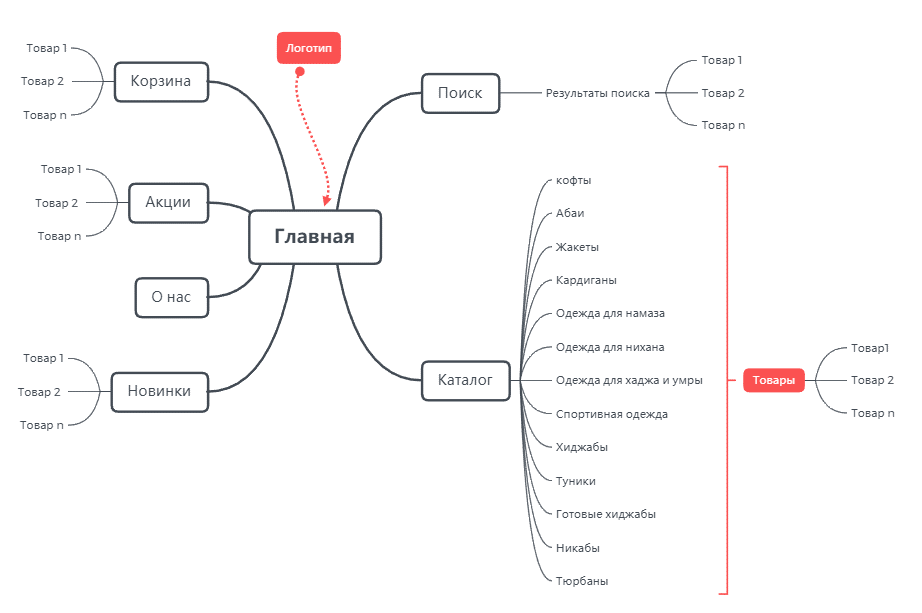 Логотип
Главная
Корзина
Товар 1
Товар 2
Товар n
Акции
Товар 1
Товар 2
Товар n
О нас
Новинки
Товар 1
Товар 2
Товар n
Поиск
Результаты поиска
Товар 1
Товар 2
Товар n
Каталог
кофты
Абаи
Жакеты
Кардиганы
Одежда для намаза
Одежда для нихана
Одежда для хаджа и умры
Спортивная одежда
Хиджабы
Туники
Готовые хиджабы
Никабы
Тюрбаны
Товары
Товар1
Товар 2
Товар n